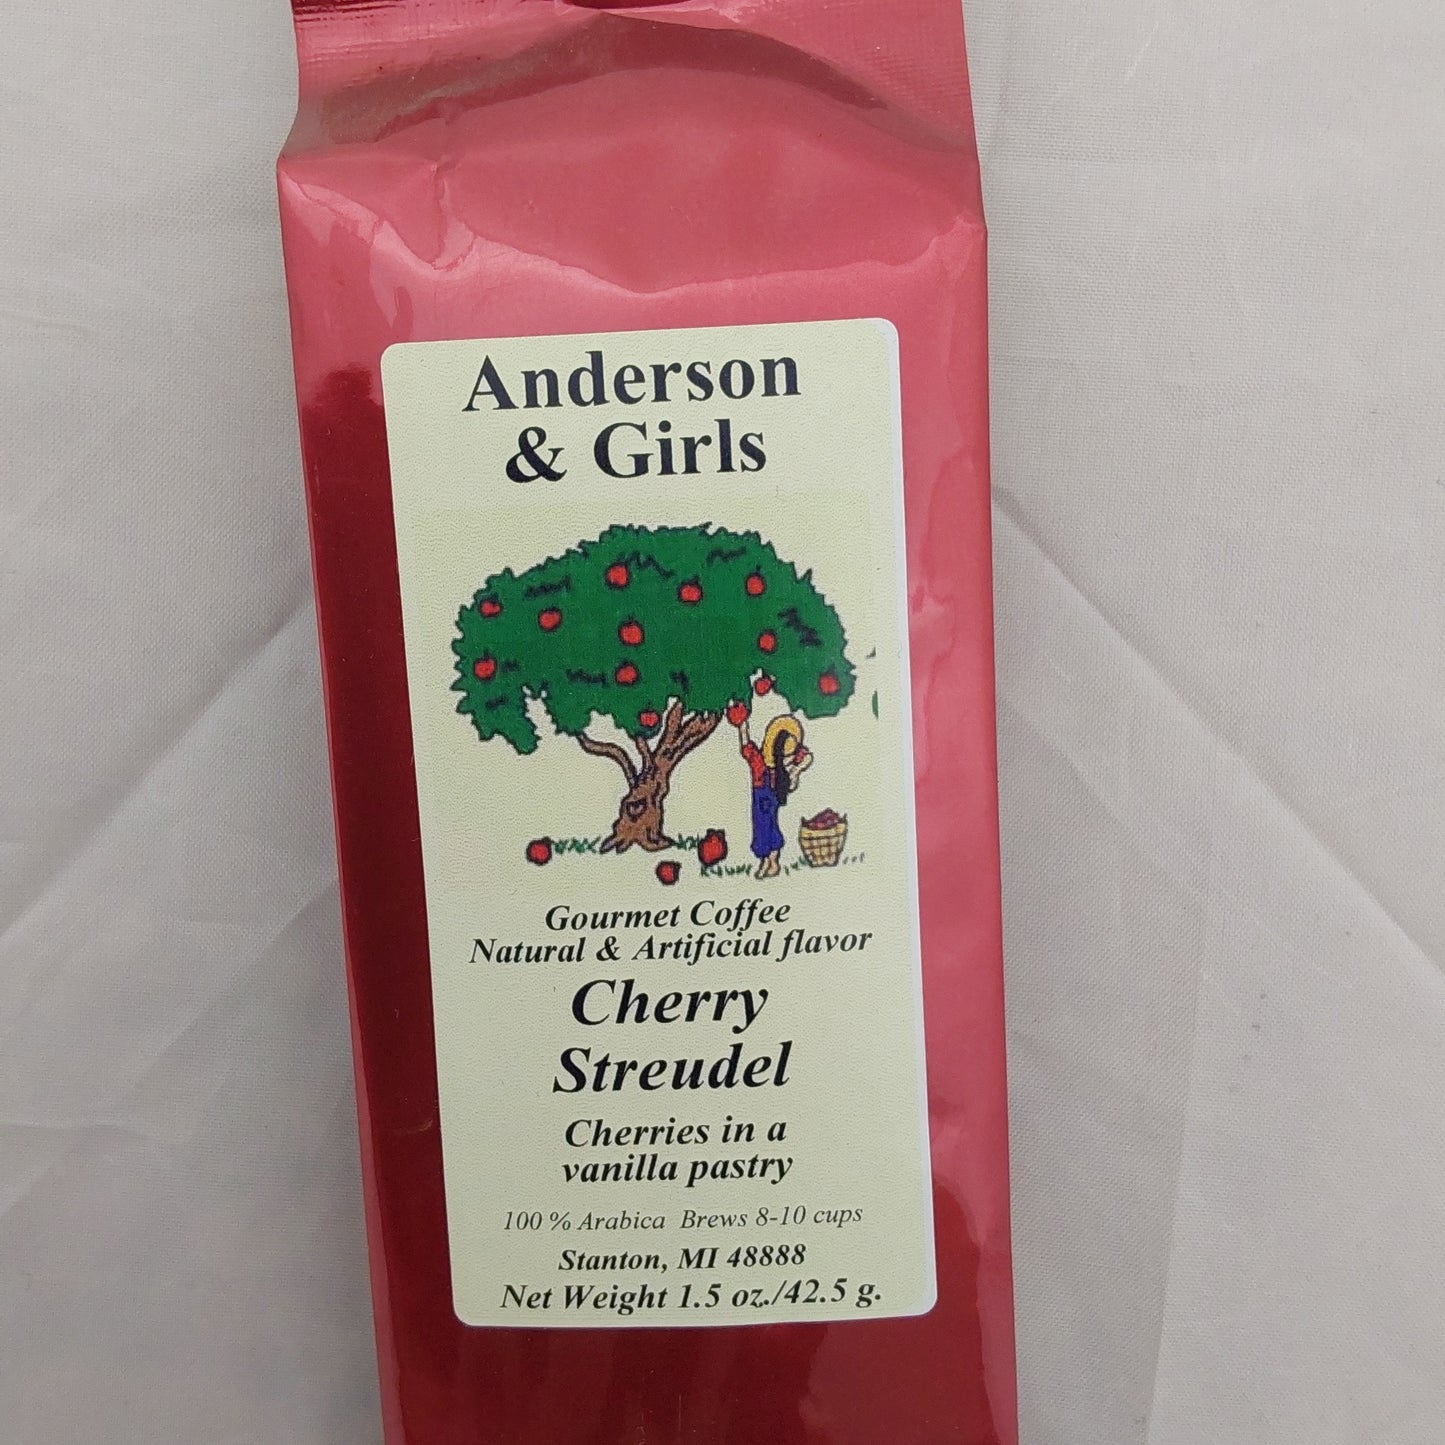 Anderson
& Girls
Gourmet Coffee
Natural & Artificial flavor
Cherry
Streudel
Cherries in a
vanilla pastry
100 % Arabica Brews 8-10 cups
Stanton, MI 48888
Net Weight 1.5 oz./42.5 g.